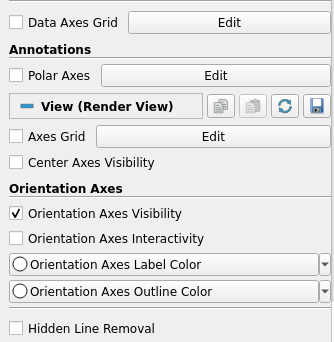 Data Axes Grid Edit
Annotations
Polar Axes Edit
View (Render View)
Axes Grid Edit
Center Axes Visibility
Orientation Axes
Orientation Axes Visibility
Orientation Axes Interactivity
Orientation Axes Label Color
Orientation Axes Outline Color
Hidden Line Removal